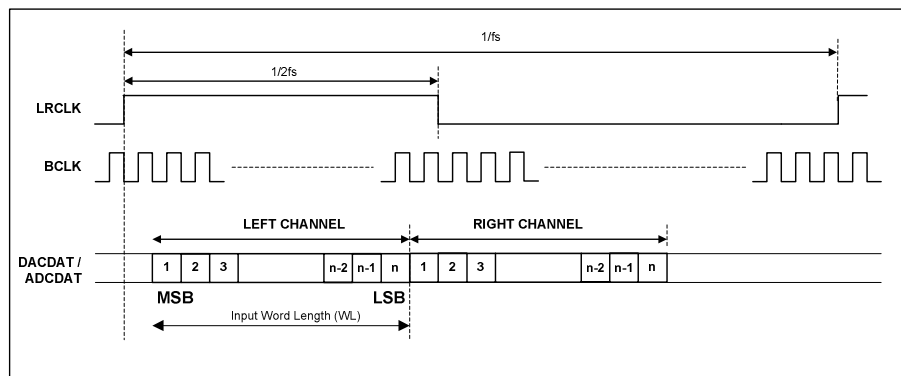 1/fs
1/2fs
LRCLK
BCLK
LEFT CHANNEL RIGHT CHANNEL
DACDAT /
ADCDAT
1 2 3 n-2 n-1 n 1 2 3 n-2 n-1 n
MSB LSB
Input Word Length (WL)